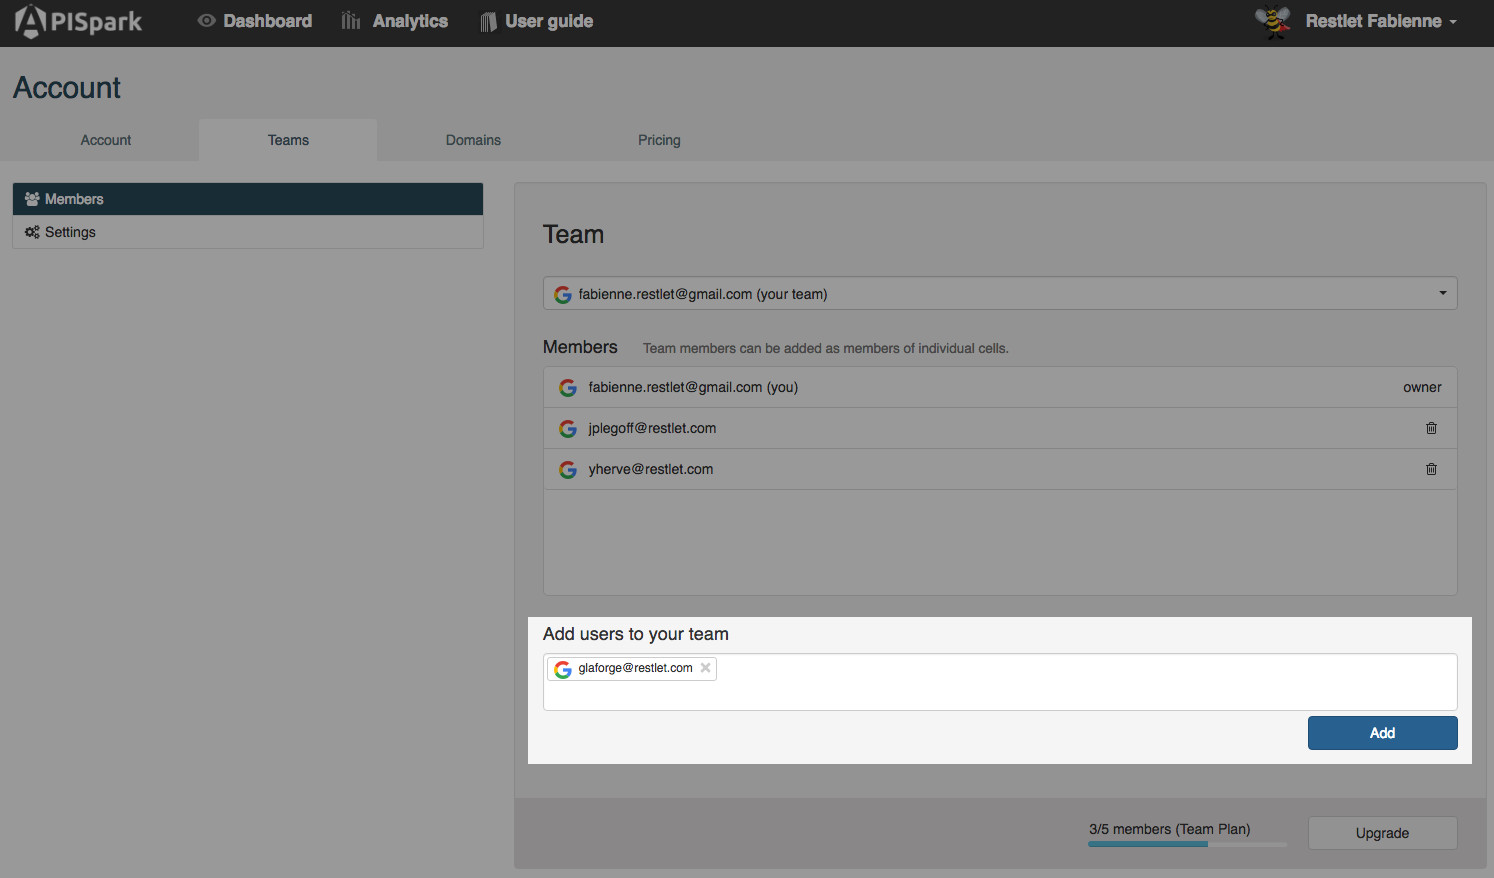 APISpark Dashboard Analytics User guide Restlet Fabienne
Account
Account Teams Domains Pricing
Members
Settings
Team
fabienne.restlet@gmail.com (your team)
Members Team members can be added as members of individual cells.
fabienne.restlet@gmail.com (you) owner
jplegoff@restlet.com
yherve@restlet.com
Add users to your team
glaforge@restlet.com
Add
3/5 members (Team Plan) Upgrade